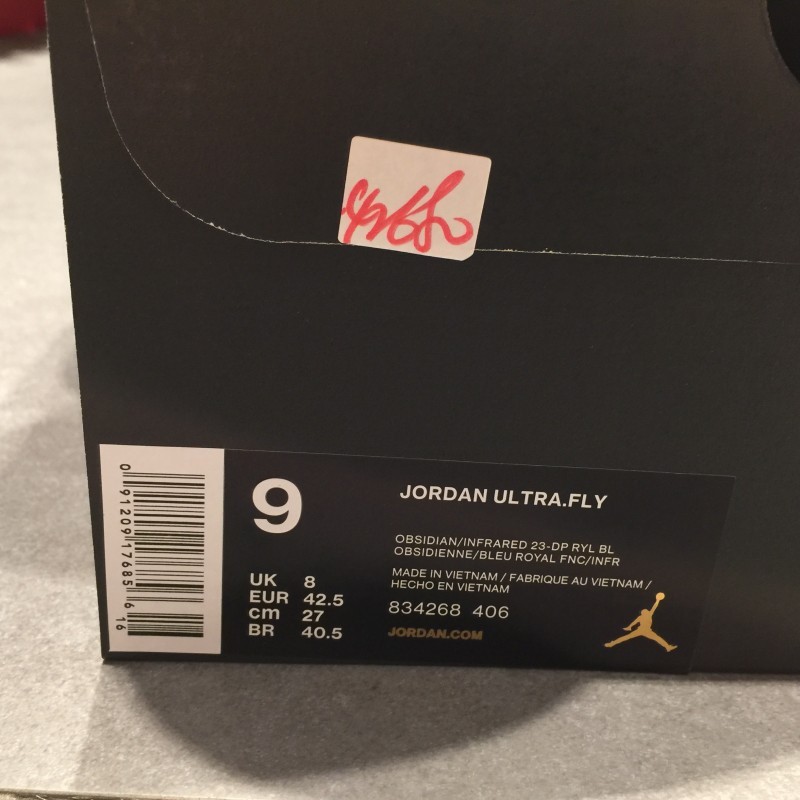 0 91209 17685 6 16
9
UK 8
EUR 42.5
cm 27
BR 40.5
JORDAN ULTRA.FLY
OBSIDIAN/INFRARED 23-DP RYL BL
OBSIDIENNE/BLEU ROYAL FNC/INFR
MADE IN VIETNAM / FABRIQUE AU VIETNAM /
HECHO EN VIETNAM
834268 406
JORDAN.COM